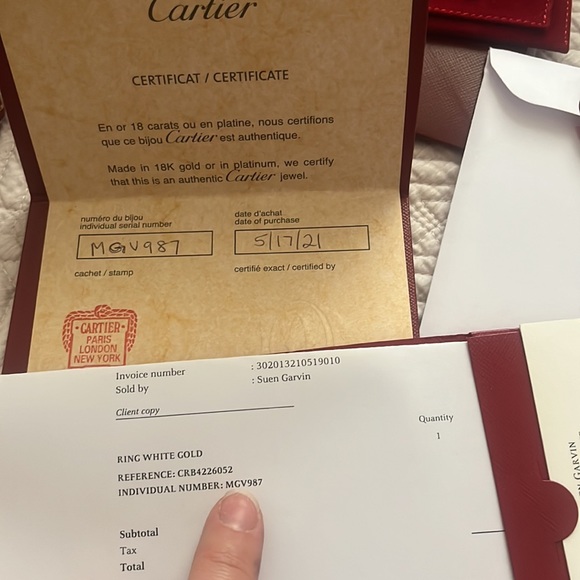 Cartier
CERTIFICAT / CERTIFICATE
En or 18 carats ou en platine, nous certifions
que ce bijou Cartier est authentique.
Made in 18K gold or in platinum, we certify
that this is an authentic Cartier jewel.
numéro du bijou
individual serial number
MGV987
date d'achat
date of purchase
5/17/21
cachet / stamp
certifié exact / certified by
·CARTIER·
PARIS
LONDON
NEW YORK
Invoice number : 302013210519010
Sold by : Suen Garvin
Client copy
Quantity
1
RING WHITE GOLD
REFERENCE: CRB4226052
INDIVIDUAL NUMBER: MGV987
Subtotal
Tax
Total
GARVIN